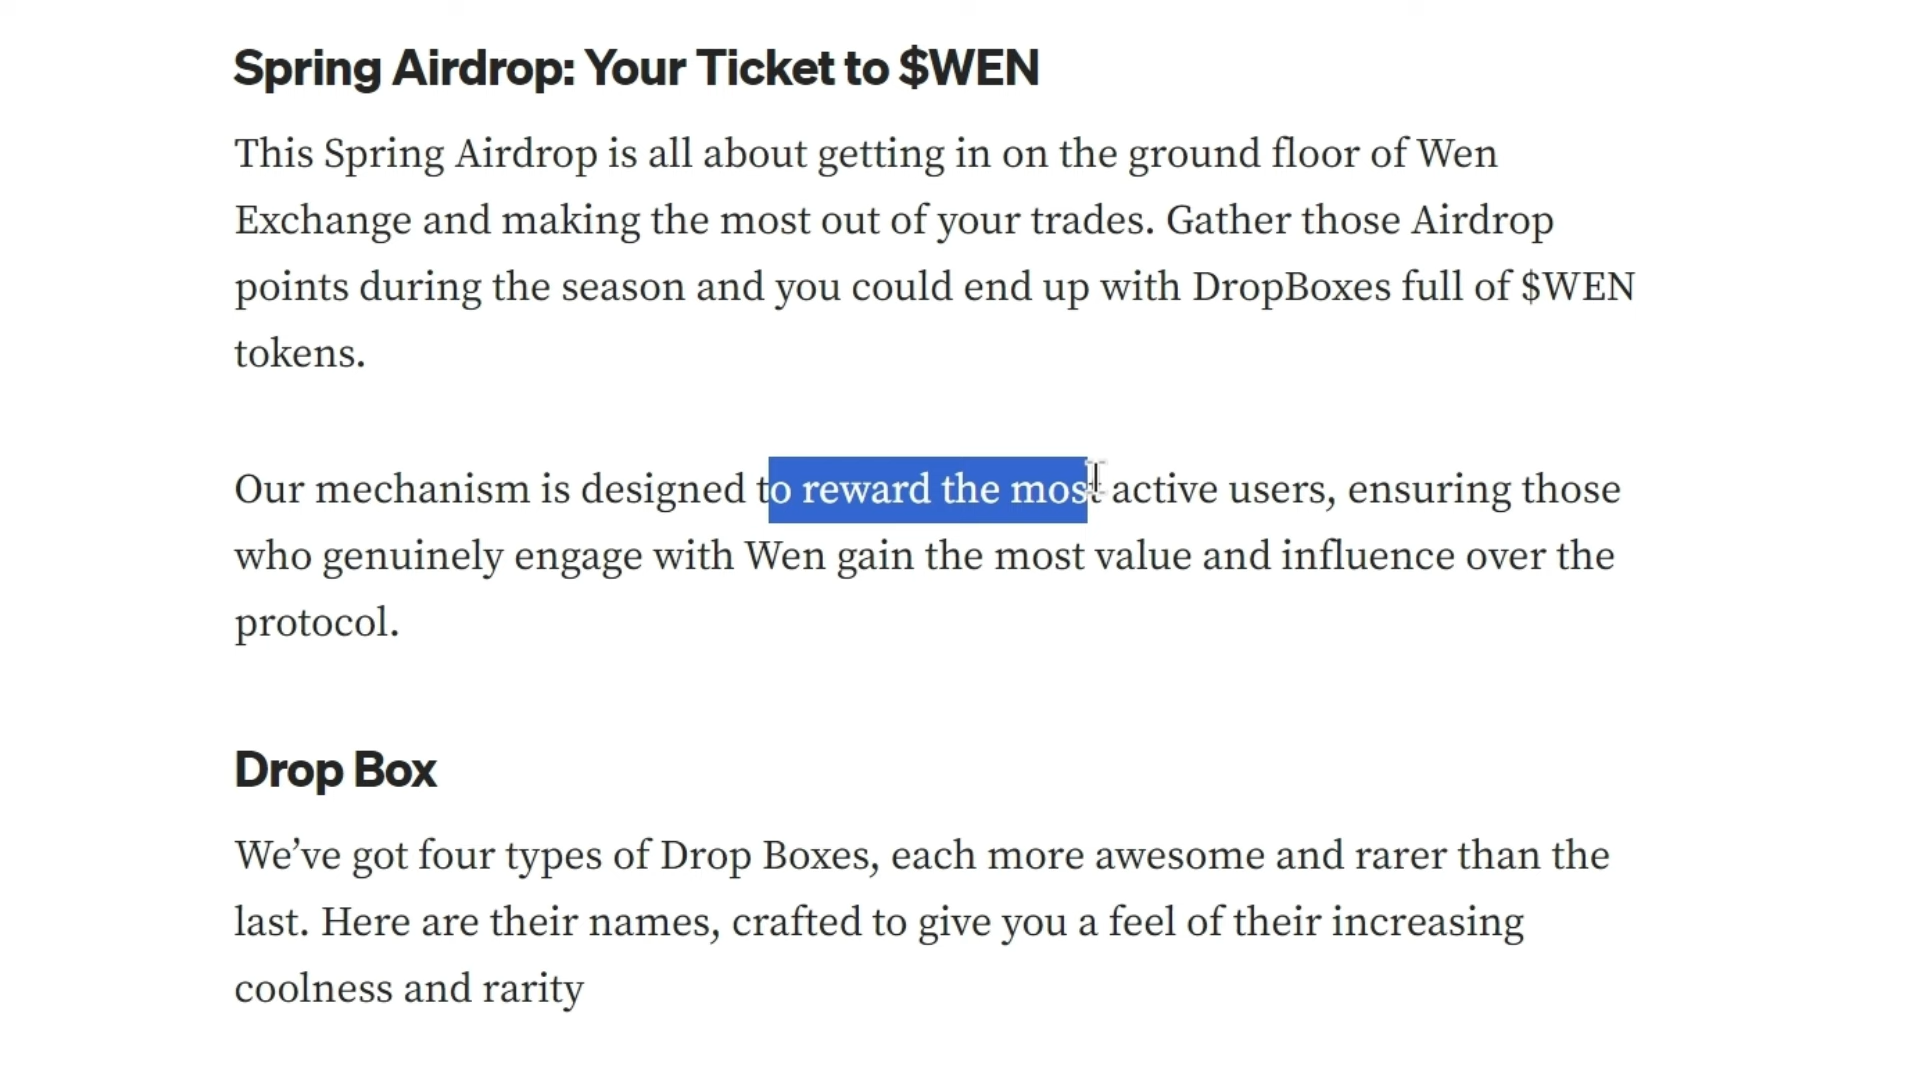 Spring Airdrop: Your Ticket to $WEN
This Spring Airdrop is all about getting in on the ground floor of Wen
Exchange and making the most out of your trades. Gather those Airdrop
points during the season and you could end up with DropBoxes full of $WEN
tokens.
Our mechanism is designed to reward the most active users, ensuring those
who genuinely engage with Wen gain the most value and influence over the
protocol.
Drop Box
We’ve got four types of Drop Boxes, each more awesome and rarer than the
last. Here are their names, crafted to give you a feel of their increasing
coolness and rarity